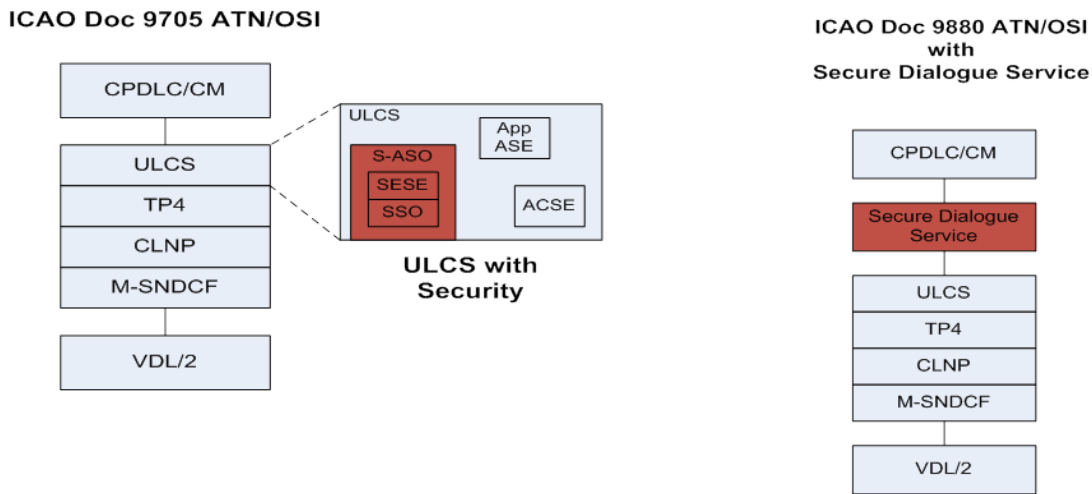 ICAO Doc 9705 ATN/OSI
CPDLC/CM
ULCS
TP4
CLNP
M-SNDCF
VDL/2
ULCS
App
ASE
S-ASO
SESE
SSO
ACSE
ULCS with
Security
ICAO Doc 9880 ATN/OSI
with
Secure Dialogue Service
CPDLC/CM
Secure Dialogue
Service
ULCS
TP4
CLNP
M-SNDCF
VDL/2